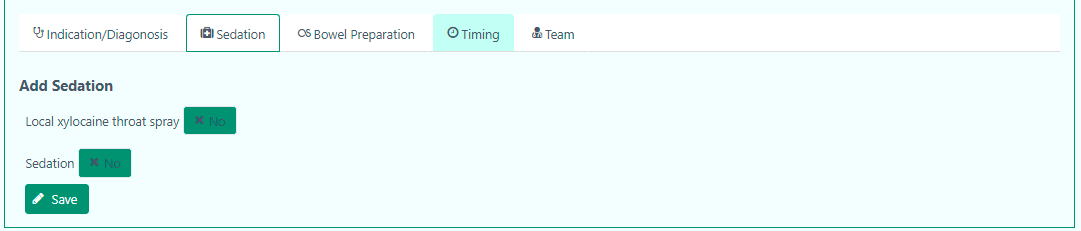 Indication/Diagonosis Sedation Bowel Preparation Timing Team
Add Sedation
Local xylocaine throat spray No
Sedation No
Save